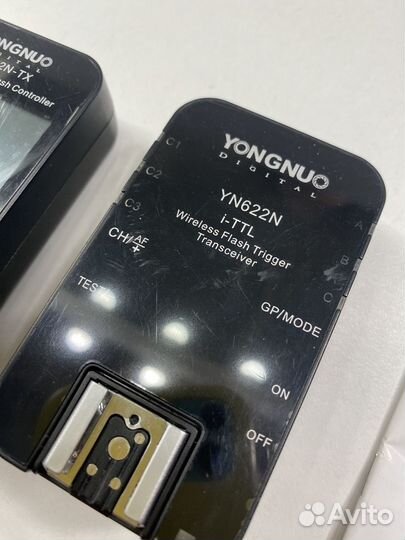 YONGNUO
DIGITAL
2N-TX
sh Controller
YONGNUO
DIGITAL
YN622N
i-TTL
Wireless Flash Trigger
Transceiver
C1
C2
C3
A
B
C
CH/AF+
TEST
GP/MODE
ON
OFF
Avito